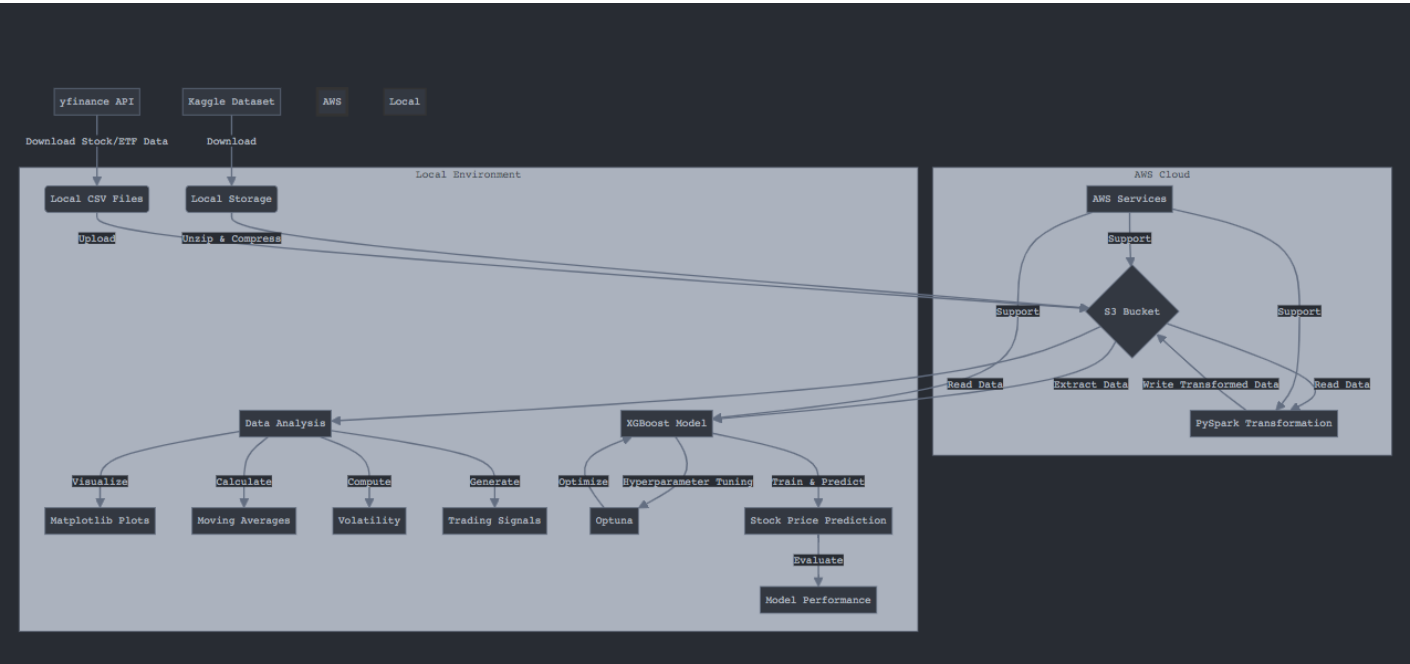 yfinance API
Kaggle Dataset
AWS
Local
Download Stock/ETF Data
Download
Local Environment
AWS Cloud
Local CSV Files
Local Storage
AWS Services
Upload
Unzip & Compress
Support
Support
S3 Bucket
Support
Read Data
Extract Data
Write Transformed Data
Read Data
Data Analysis
XGBoost Model
PySpark Transformation
Visualize
Calculate
Compute
Generate
Optimize
Hyperparameter Tuning
Train & Predict
Matplotlib Plots
Moving Averages
Volatility
Trading Signals
Optuna
Stock Price Prediction
Evaluate
Model Performance